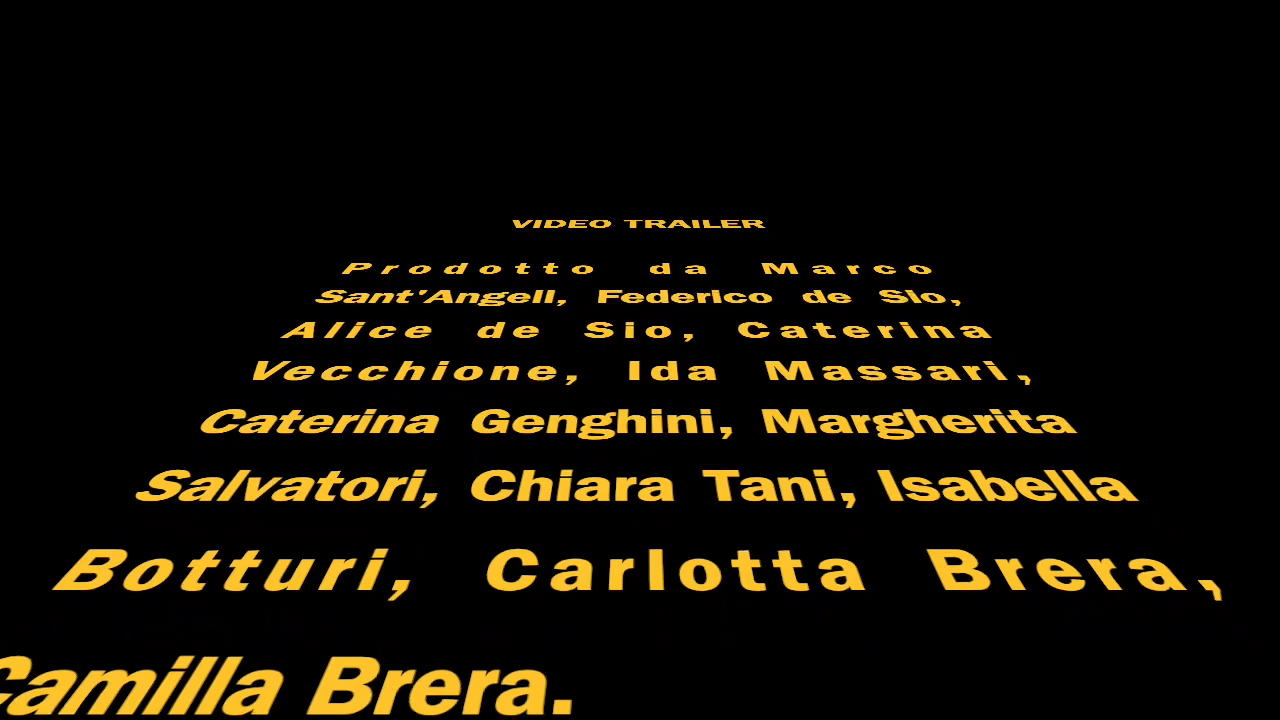 VIDEO TRAILER
Prodotto da Marco
Sant'Angeli, Federico de Sio,
Alice de Sio, Caterina
Vecchione, Ida Massari,
Caterina Genghini, Margherita
Salvatori, Chiara Tani, Isabella
Botturi, Carlotta Brera,
Camilla Brera.